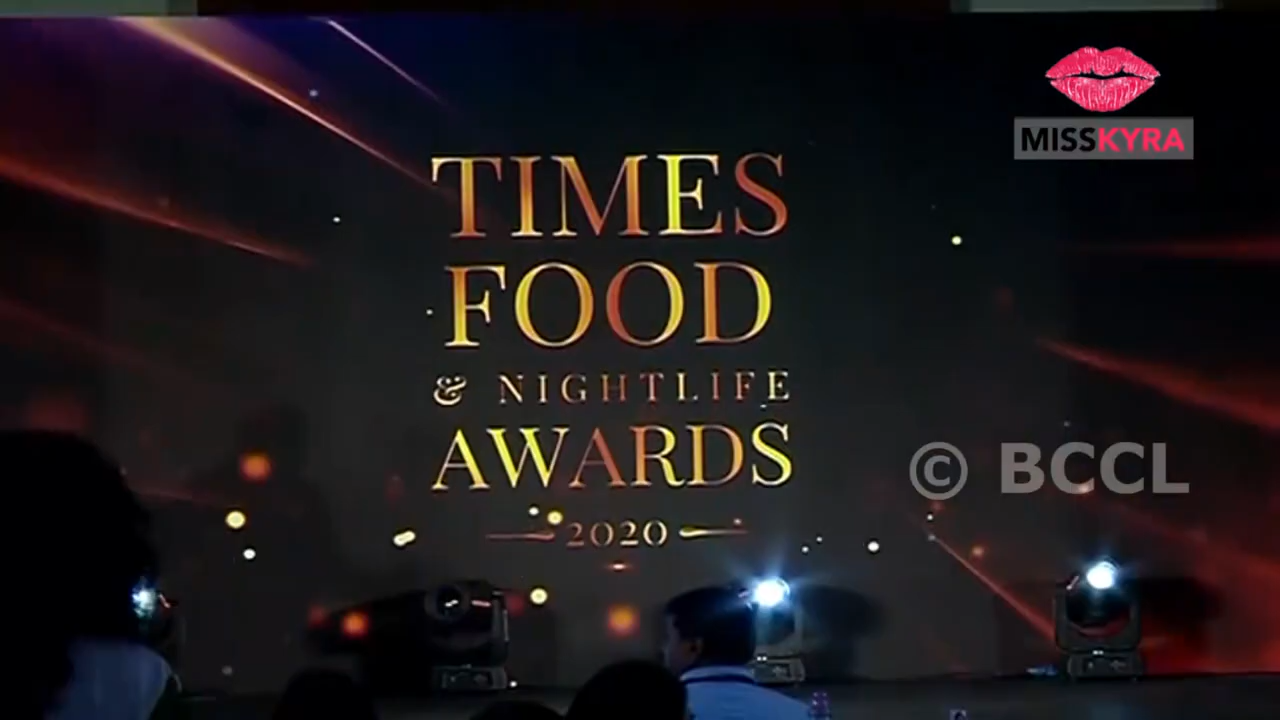 MISSKYRA
TIMES
FOOD
& NIGHTLIFE
AWARDS
2020
© BCCL